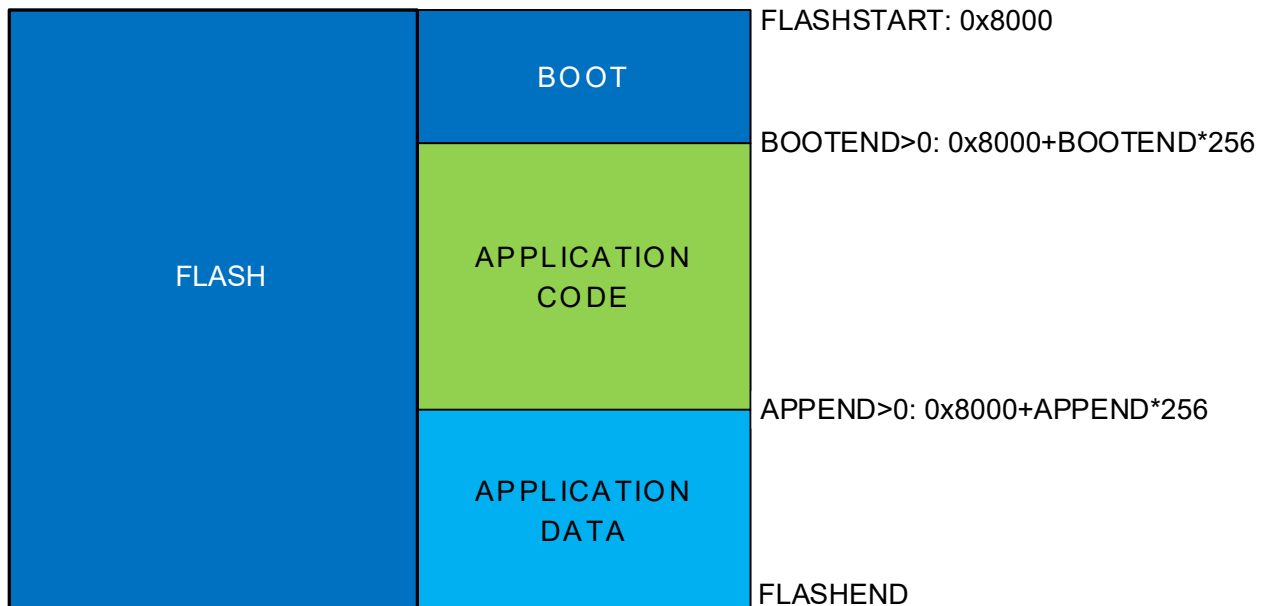 FLASHSTART: 0x8000
BOOT
BOOTEND>0: 0x8000+BOOTEND*256
FLASH
APPLICATION
CODE
APPEND>0: 0x8000+APPEND*256
APPLICATION
DATA
FLASHEND